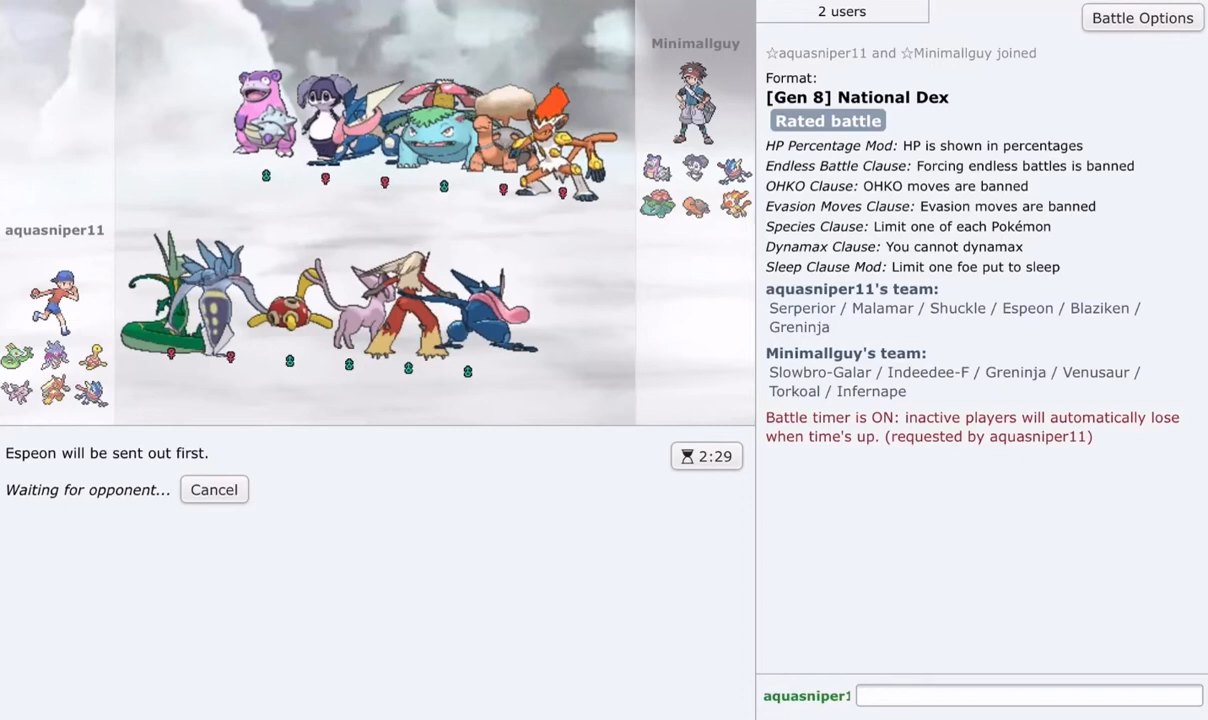 2 users
Battle Options
Minimallguy
aquasniper11
☆aquasniper11 and ☆Minimallguy joined
Format:
[Gen 8] National Dex
Rated battle
HP Percentage Mod: HP is shown in percentages
Endless Battle Clause: Forcing endless battles is banned
OHKO Clause: OHKO moves are banned
Evasion Moves Clause: Evasion moves are banned
Species Clause: Limit one of each Pokémon
Dynamax Clause: You cannot dynamax
Sleep Clause Mod: Limit one foe put to sleep
aquasniper11's team:
Serperior / Malamar / Shuckle / Espeon / Blaziken /
Greninja
Minimallguy's team:
Slowbro-Galar / Indeedee-F / Greninja / Venusaur /
Torkoal / Infernape
Battle timer is ON: inactive players will automatically lose
when time's up. (requested by aquasniper11)
Espeon will be sent out first.
2:29
Waiting for opponent...
Cancel
aquasniper1